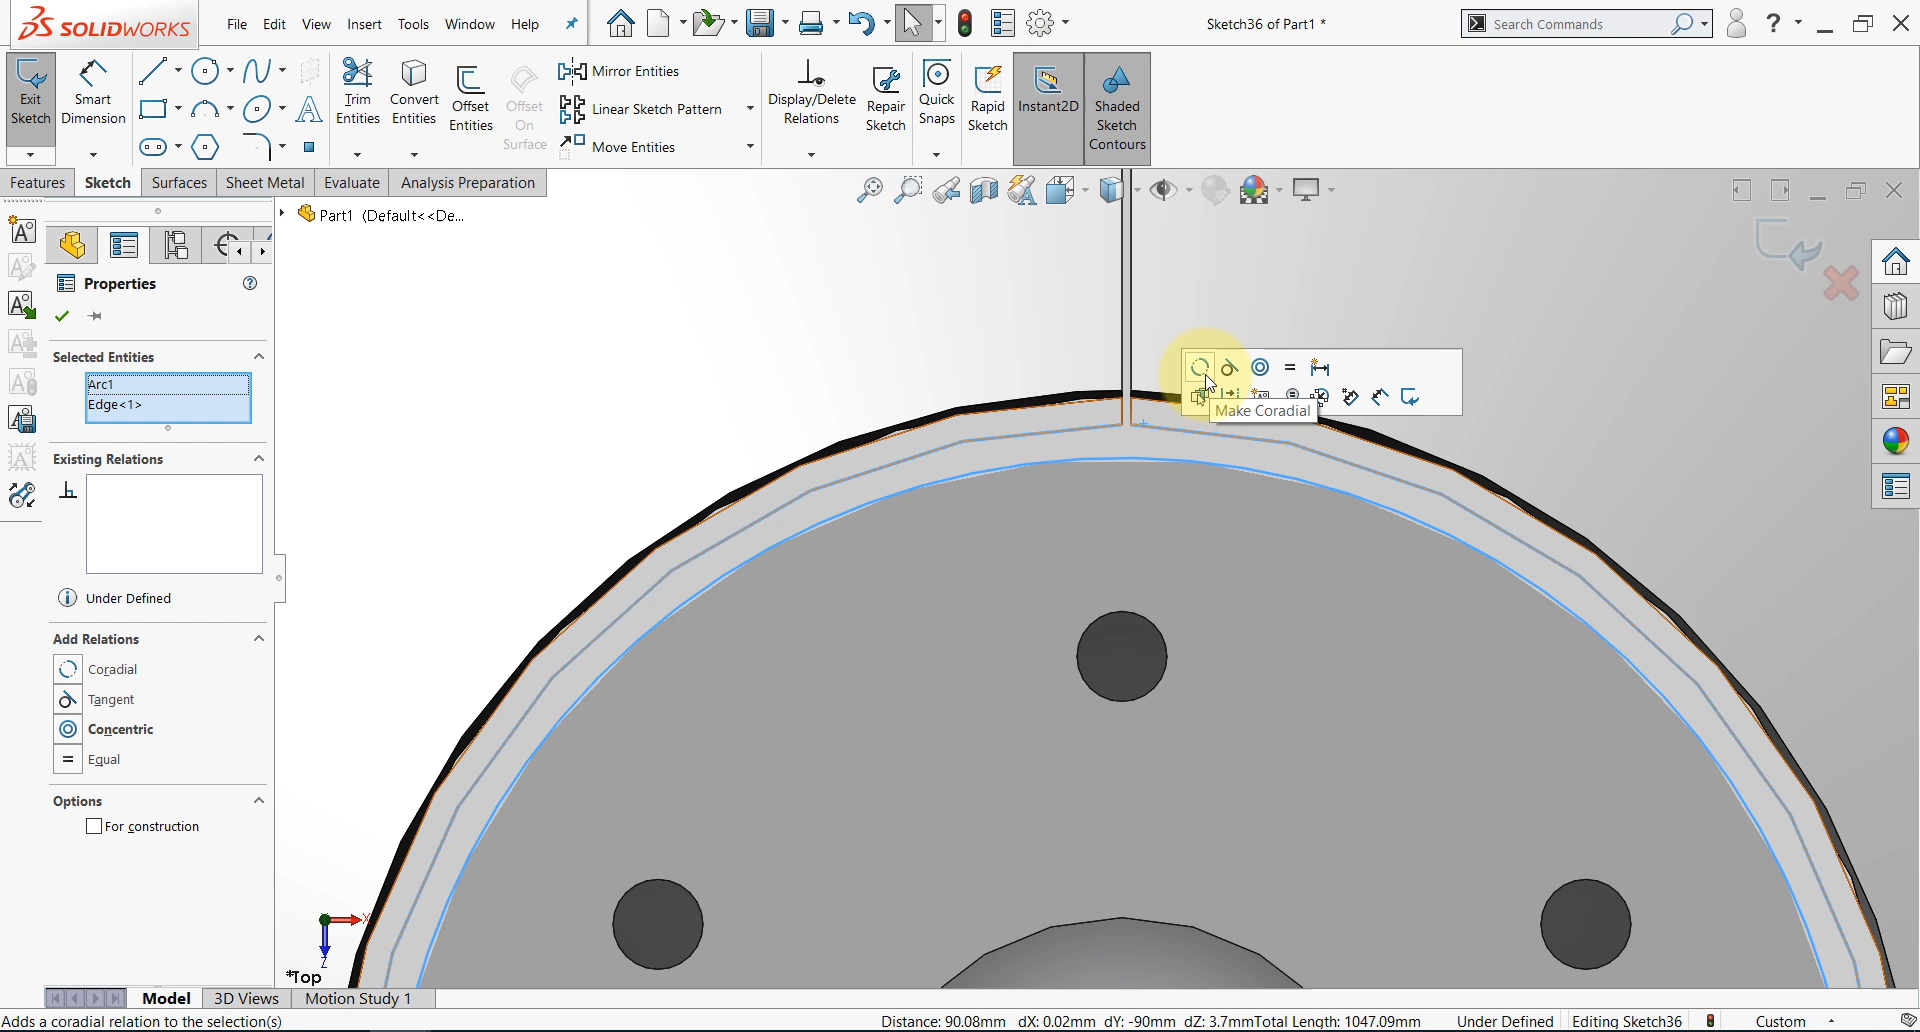 SOLIDWORKS
File Edit View Insert Tools Window Help
Sketch36 of Part1 *
Search Commands
Exit Sketch
Smart Dimension
Trim Entities
Convert Entities
Offset Entities
Offset On Surface
Mirror Entities
Linear Sketch Pattern
Move Entities
Display/Delete Relations
Repair Sketch
Quick Snaps
Rapid Sketch
Instant2D
Shaded Sketch Contours
Features Sketch Surfaces Sheet Metal Evaluate Analysis Preparation
Part1 (Default<<De...
Properties
Selected Entities
Arc1
Edge<1>
Existing Relations
Under Defined
Add Relations
Coradial
Tangent
Concentric
Equal
Options
For construction
Make Coradial
X
Z
*Top
Model 3D Views Motion Study 1
Adds a coradial relation to the selection(s)
Distance: 90.08mm dX: 0.02mm dY: -90mm dZ: 3.7mmTotal Length: 1047.09mm Under Defined Editing Sketch36 Custom